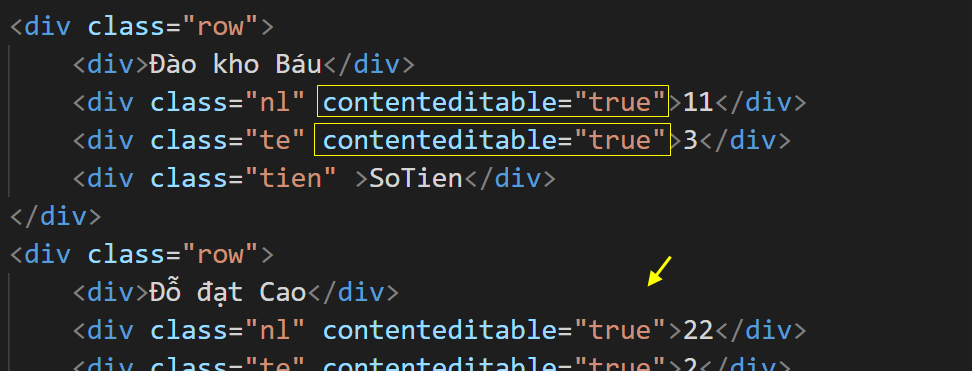 <div class="row">
<div>Đào kho Báu</div>
<div class="nl" contenteditable="true">11</div>
<div class="te" contenteditable="true">3</div>
<div class="tien" >SoTien</div>
</div>
<div class="row">
<div>Đỗ đạt Cao</div>
<div class="nl" contenteditable="true">22</div>
<div class="te" contenteditable="true">2</div>